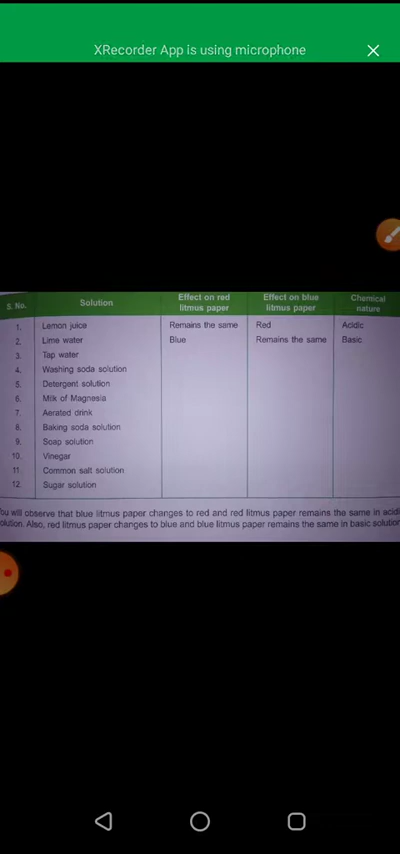 XRecorder App is using microphone
S. No. Solution Effect on red litmus paper Effect on blue litmus paper Chemical nature
1. Lemon juice Remains the same Red Acidic
2. Lime water Blue Remains the same Basic
3. Tap water
4. Washing soda solution
5. Detergent solution
6. Milk of Magnesia
7. Aerated drink
8. Baking soda solution
9. Soap solution
10. Vinegar
11 Common salt solution
12. Sugar solution
ou will observe that blue litmus paper changes to red and red litmus paper remains the same in acidi
olution. Also, red litmus paper changes to blue and blue litmus paper remains the same in basic solution